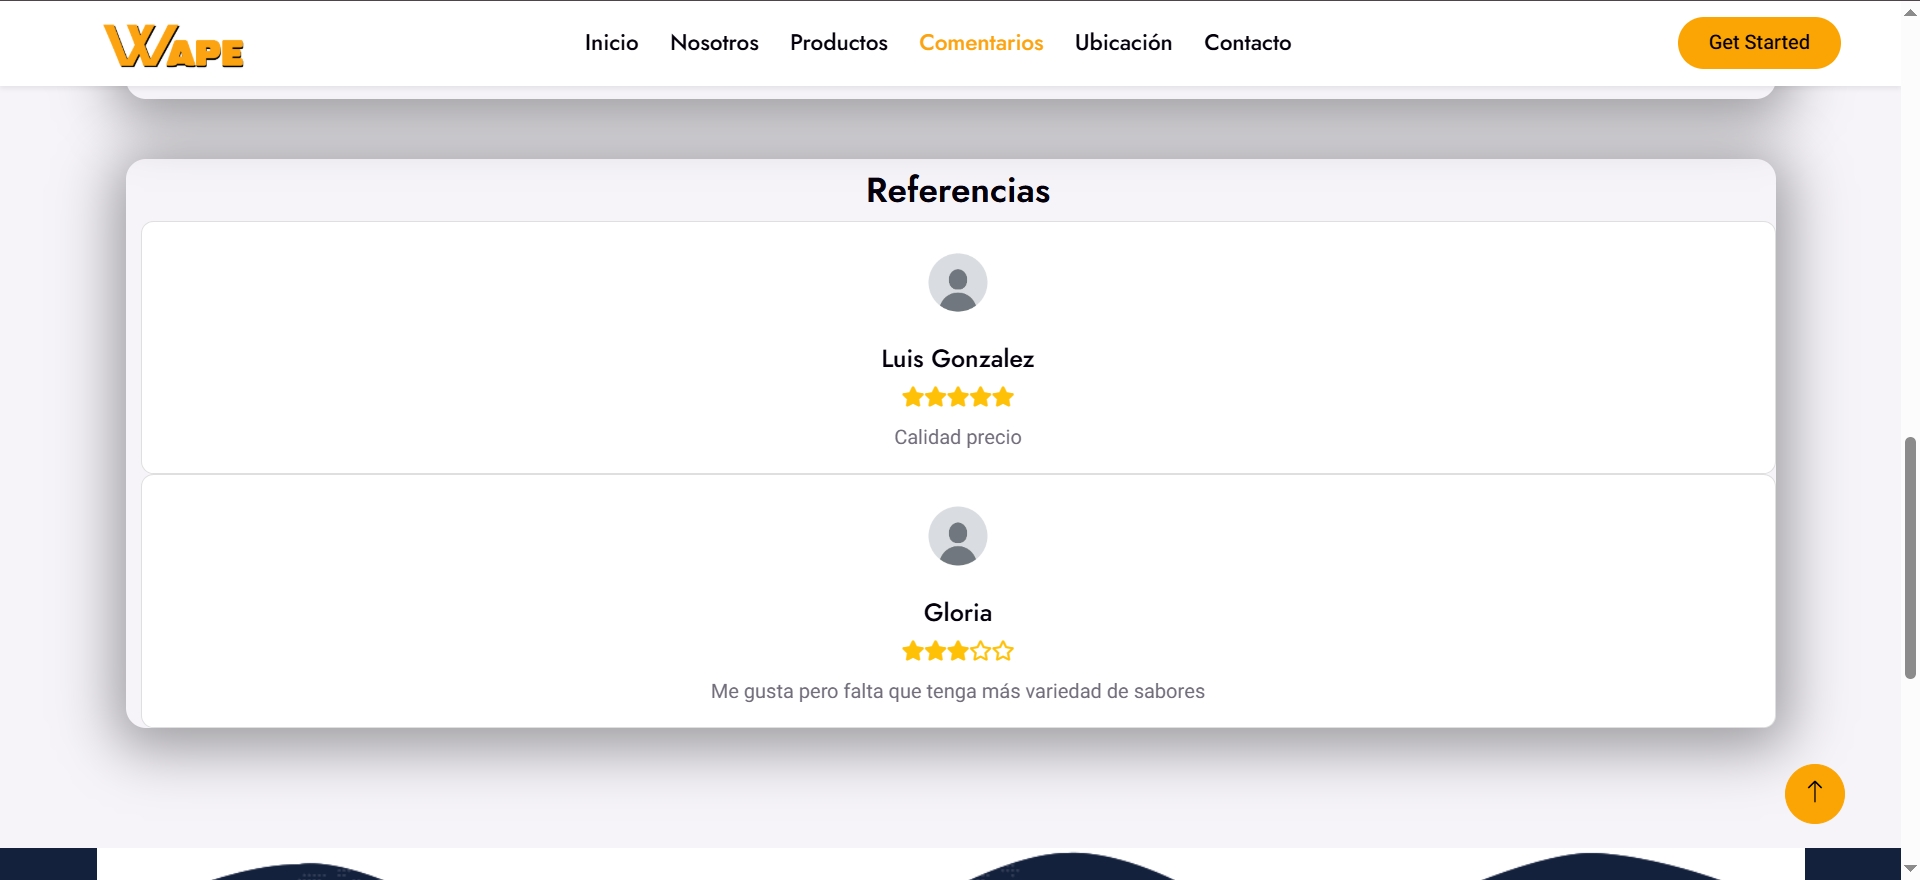 WAPE
Inicio
Nosotros
Productos
Comentarios
Ubicación
Contacto
Get Started
Referencias
Luis Gonzalez
Calidad precio
Gloria
Me gusta pero falta que tenga más variedad de sabores